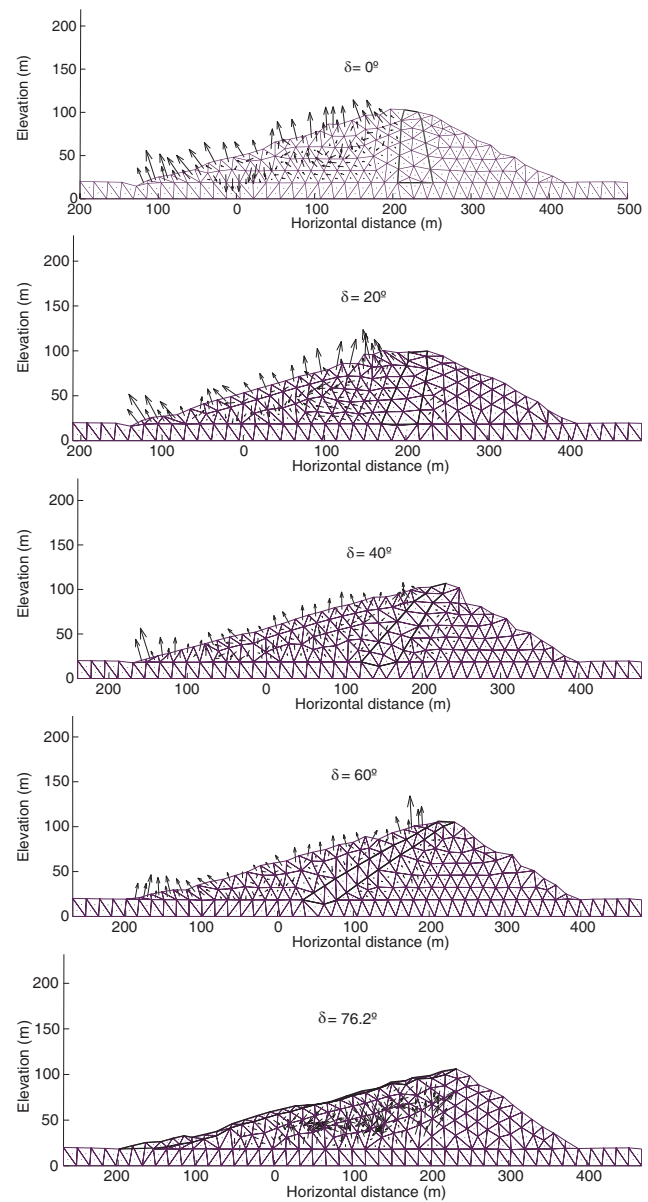 200
150
100
50
0
Elevation (m)
δ= 0º
200 100 0 100 200 300 400 500
Horizontal distance (m)
200
150
100
50
0
Elevation (m)
δ= 20º
200 100 0 100 200 300 400
Horizontal distance (m)
200
150
100
50
0
Elevation (m)
δ= 40º
200 100 0 100 200 300 400
Horizontal distance (m)
200
150
100
50
0
Elevation (m)
δ= 60º
200 100 0 100 200 300 400
Horizontal distance (m)
200
150
100
50
0
Elevation (m)
δ= 76.2º
200 100 0 100 200 300 400
Horizontal distance (m)